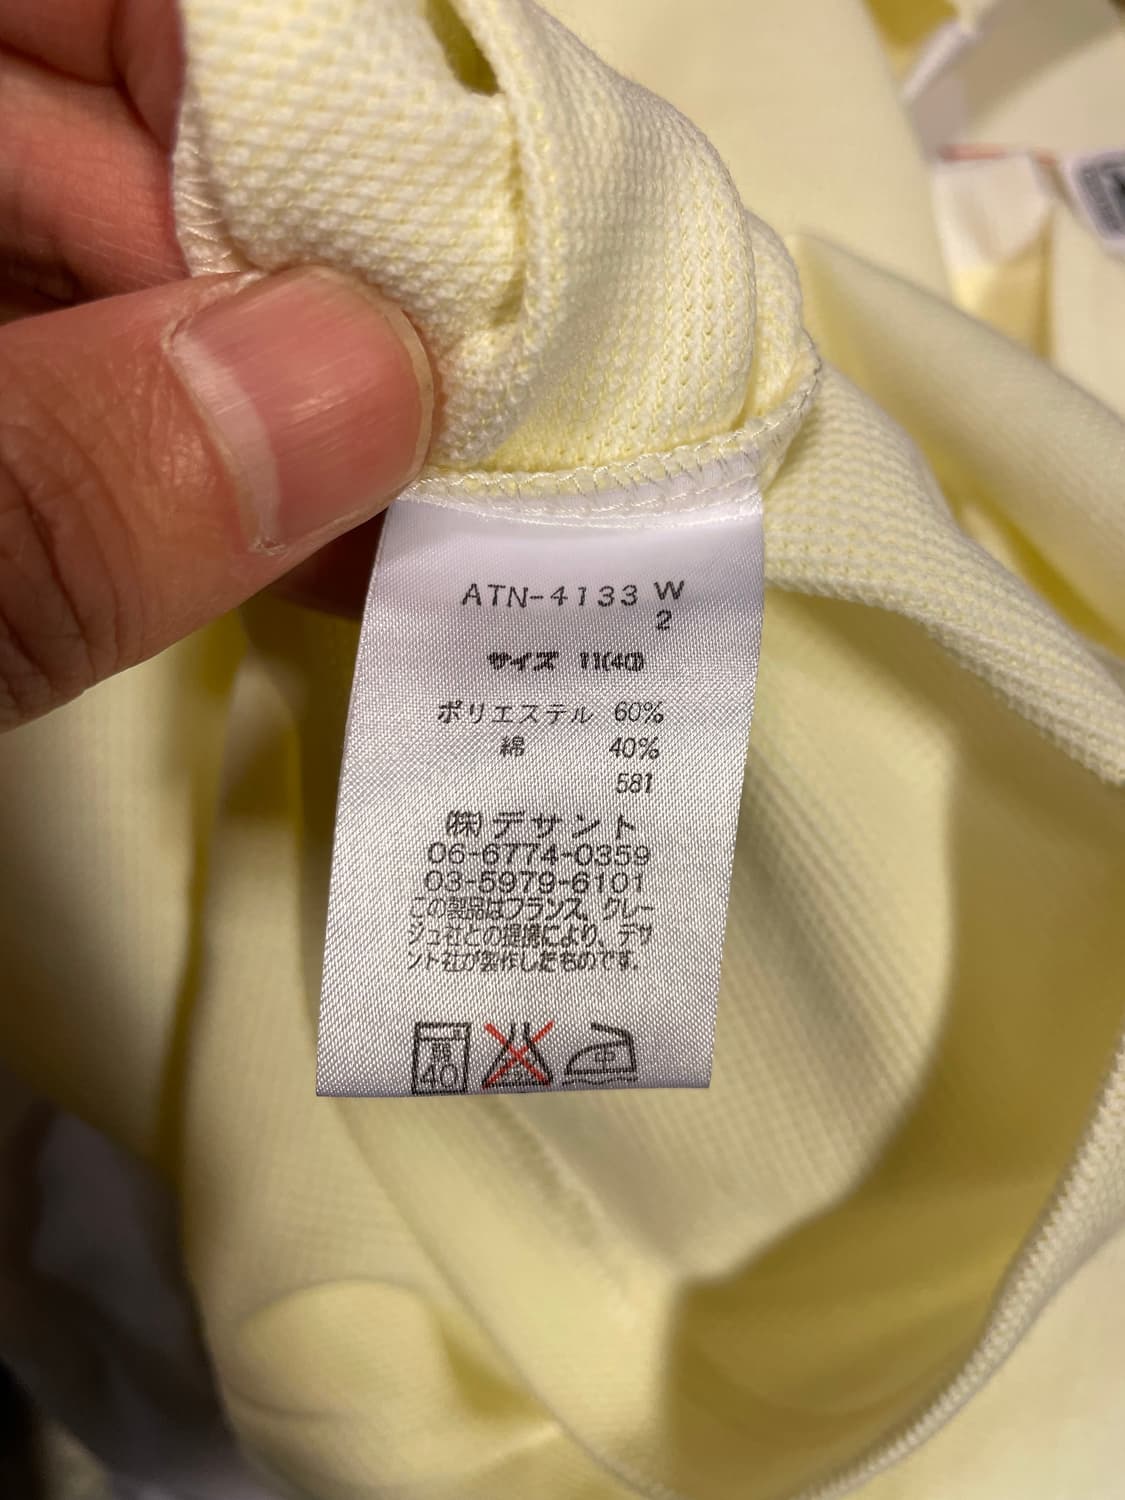 ATN-4133 W
2
サイズ 11(40)
ポリエステル 60%
綿 40%
581
(株)デサント
06-6774-0359
03-5979-6101
この製品はフランス、クレー
ジュ社との提携により、デサ
ント社が製作したものです。
40
中